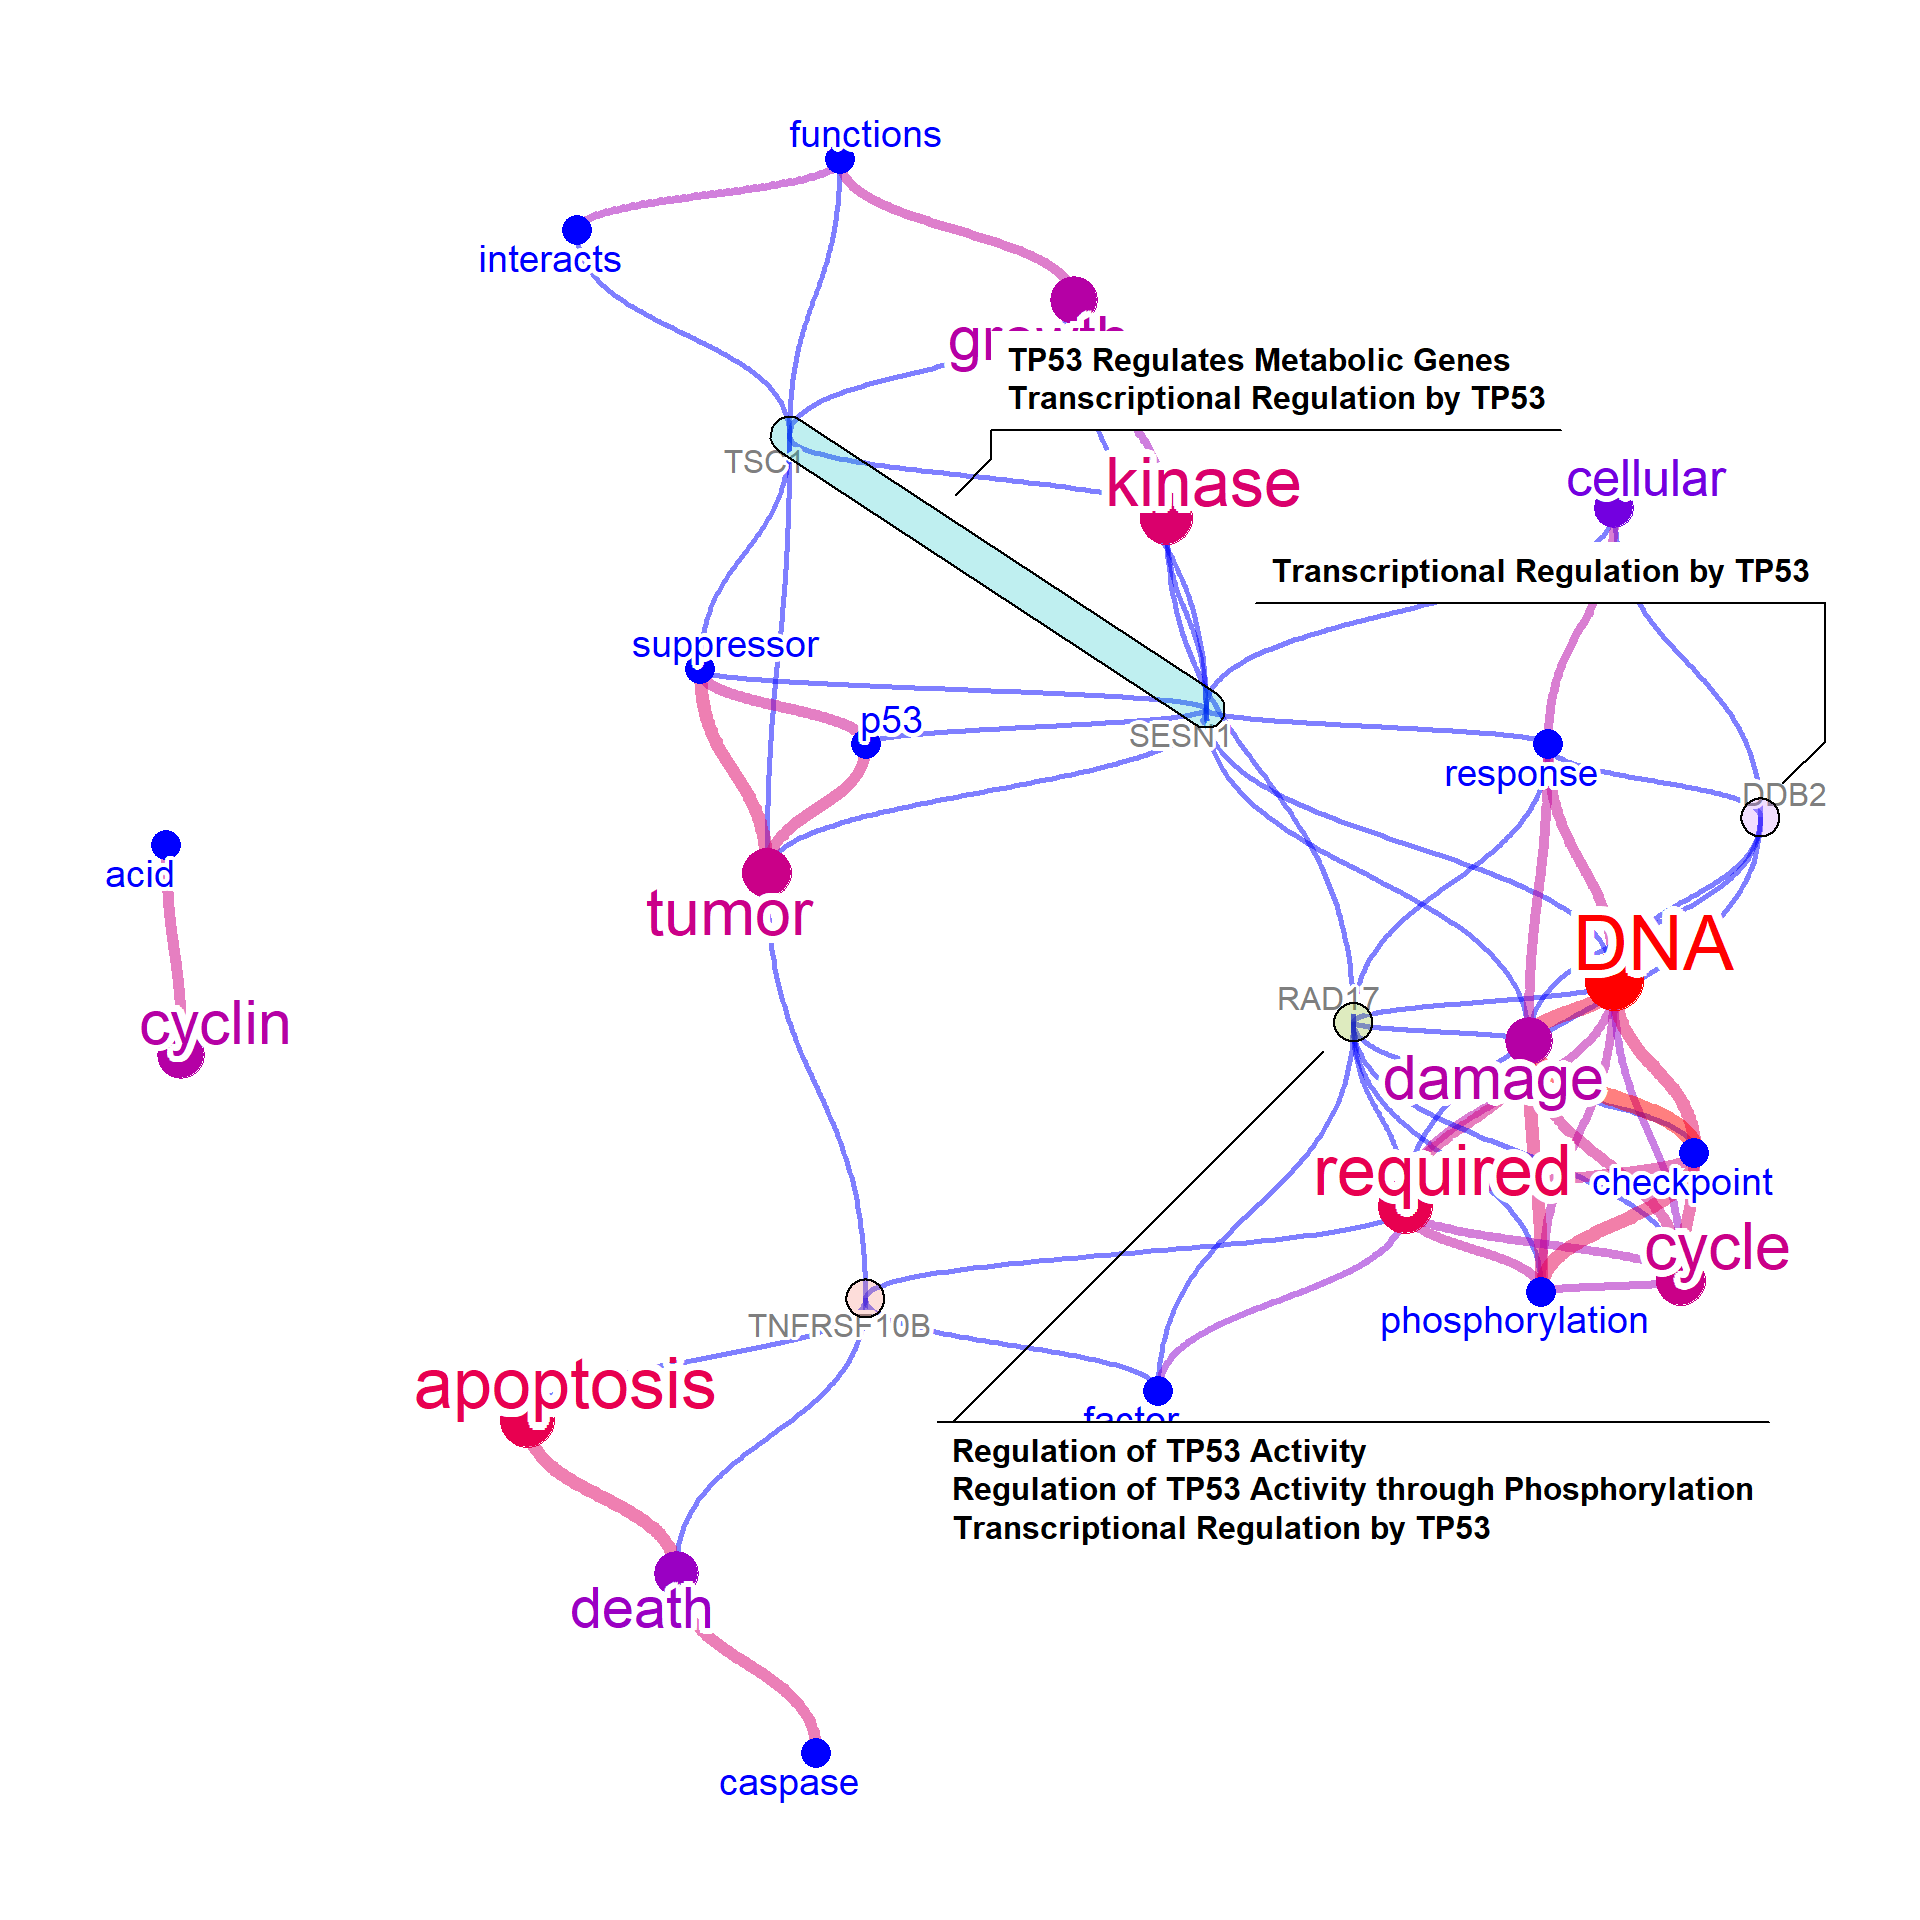 functions
interacts
growth
TP53 Regulates Metabolic Genes
Transcriptional Regulation by TP53
TSC1
kinase
cellular
Transcriptional Regulation by TP53
suppressor
p53
SESN1
response
DDB2
acid
tumor
DNA
RAD17
cyclin
damage
required
checkpoint
cycle
phosphorylation
TNFRSF10B
apoptosis
factor
Regulation of TP53 Activity
Regulation of TP53 Activity through Phosphorylation
Transcriptional Regulation by TP53
death
caspase